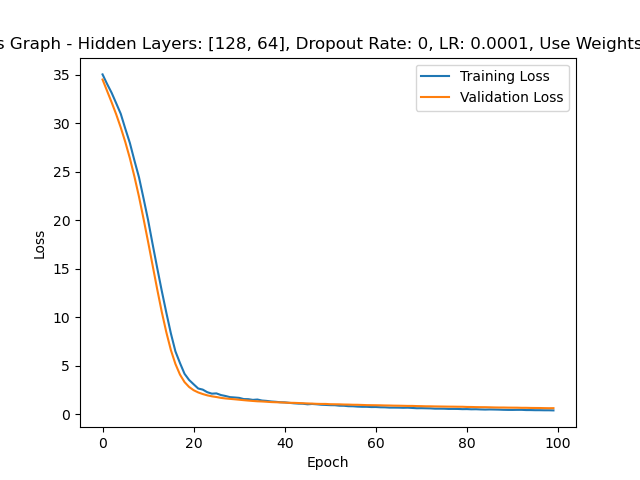 s Graph - Hidden Layers: [128, 64], Dropout Rate: 0, LR: 0.0001, Use Weights
Training Loss
Validation Loss
35
30
25
20
15
10
5
0
Loss
0 20 40 60 80 100
Epoch